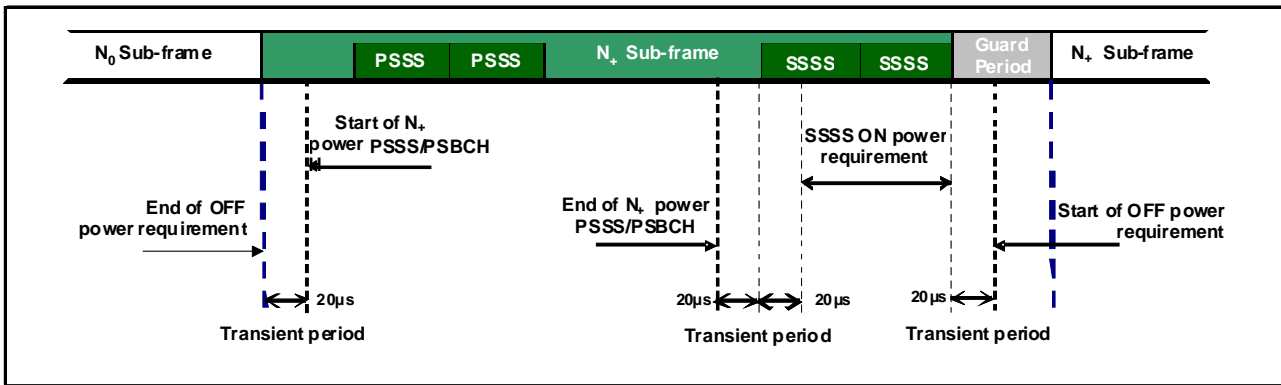 N0 Sub-frame
PSSS
PSSS
N+ Sub-frame
SSSS
SSSS
Guard
Period
N+ Sub-frame
Start of N+
power PSSS/PSBCH
SSSS ON power
requirement
End of OFF
power requirement
End of N+ power
PSSS/PSBCH
Start of OFF power
requirement
20µs
20µs
20µs
20µs
Transient period
Transient period
Transient period